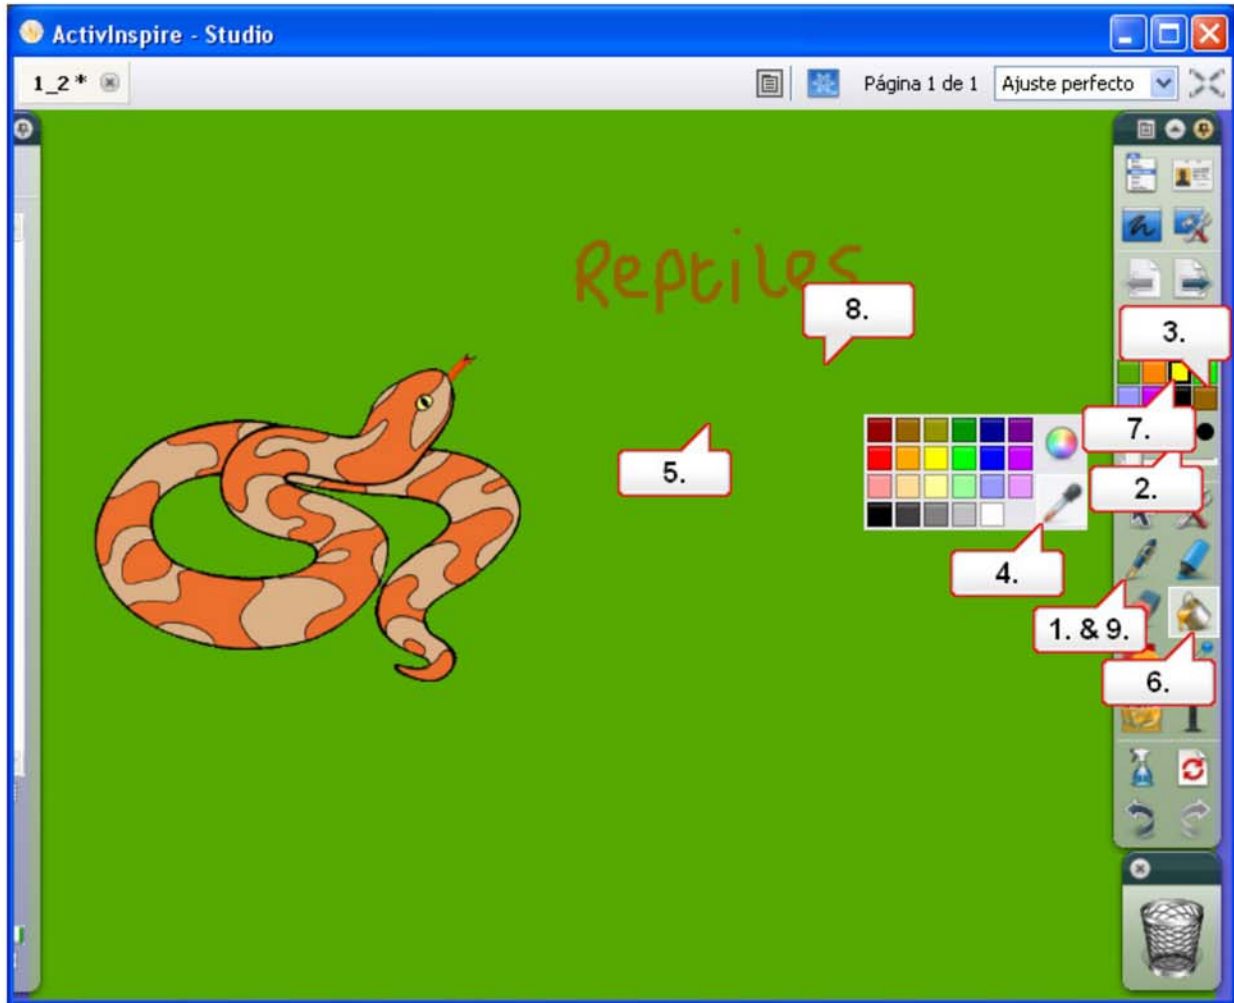 ActivInspire - Studio
1_2 *
Página 1 de 1
Ajuste perfecto
Reptiles
8.
3.
7.
5.
2.
4.
1. & 9.
6.